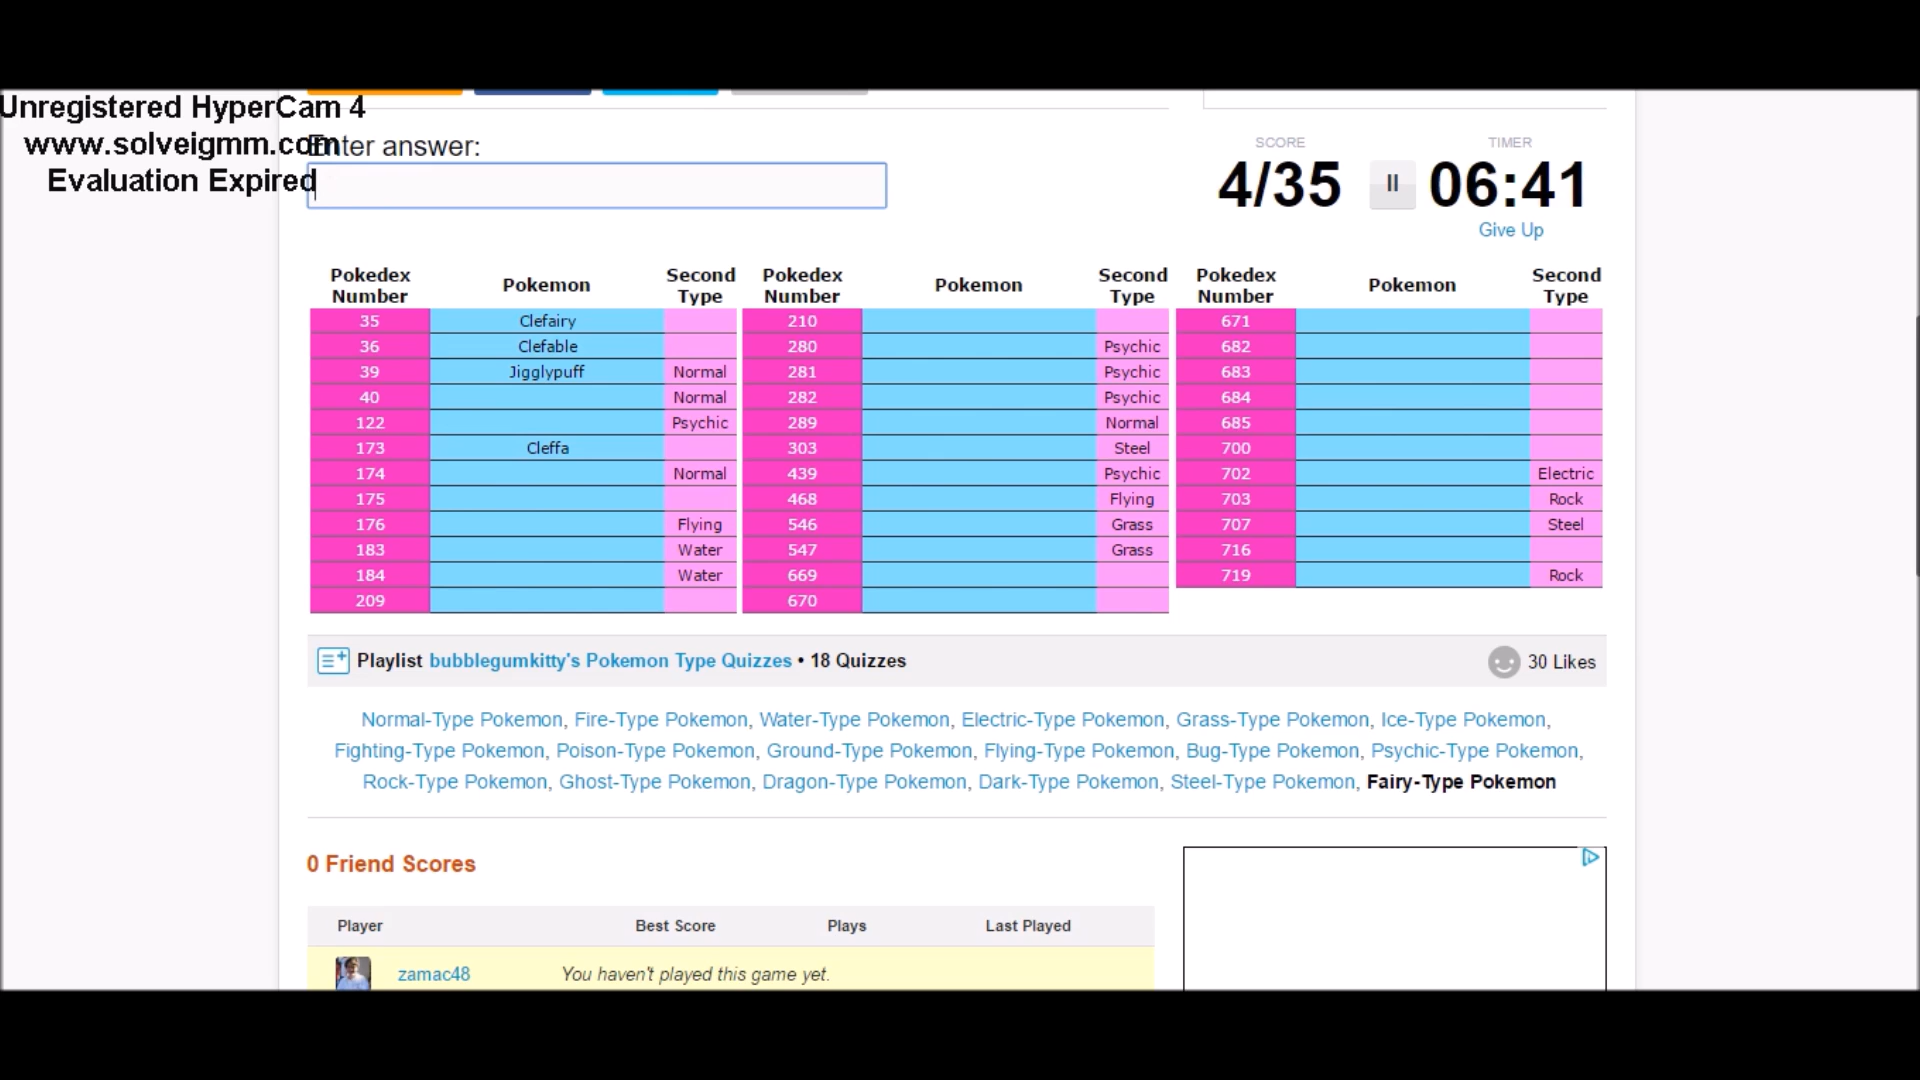 Unregistered HyperCam 4
www.solveigmm.com
Evaluation Expired
Enter answer:
SCORE
4/35
TIMER
06:41
Give Up
Pokedex Number Pokemon Second Type Pokedex Number Pokemon Second Type Pokedex Number Pokemon Second Type
35 Clefairy 210 671
36 Clefable 280 Psychic 682
39 Jigglypuff Normal 281 Psychic 683
40 Normal 282 Psychic 684
122 Psychic 289 Normal 685
173 Cleffa 303 Steel 700
174 Normal 439 Psychic 702 Electric
175 468 Flying 703 Rock
176 Flying 546 Grass 707 Steel
183 Water 547 Grass 716
184 Water 669 719 Rock
209 670
Playlist bubblegumkitty's Pokemon Type Quizzes • 18 Quizzes
30 Likes
Normal-Type Pokemon, Fire-Type Pokemon, Water-Type Pokemon, Electric-Type Pokemon, Grass-Type Pokemon, Ice-Type Pokemon,
Fighting-Type Pokemon, Poison-Type Pokemon, Ground-Type Pokemon, Flying-Type Pokemon, Bug-Type Pokemon, Psychic-Type Pokemon,
Rock-Type Pokemon, Ghost-Type Pokemon, Dragon-Type Pokemon, Dark-Type Pokemon, Steel-Type Pokemon, Fairy-Type Pokemon
0 Friend Scores
Player Best Score Plays Last Played
zamac48 You haven't played this game yet.